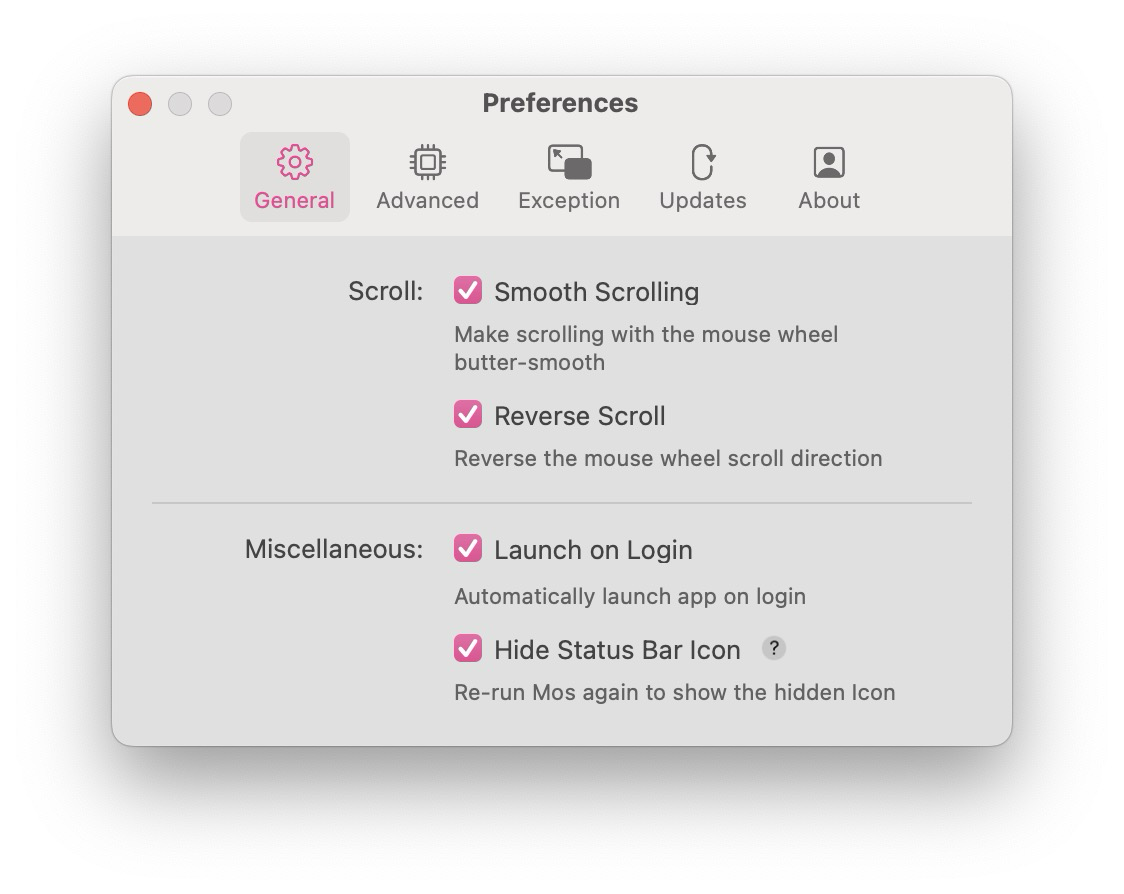 Preferences
General Advanced Exception Updates About
Scroll: Smooth Scrolling
Make scrolling with the mouse wheel
butter-smooth
Reverse Scroll
Reverse the mouse wheel scroll direction
Miscellaneous: Launch on Login
Automatically launch app on login
Hide Status Bar Icon ?
Re-run Mos again to show the hidden Icon